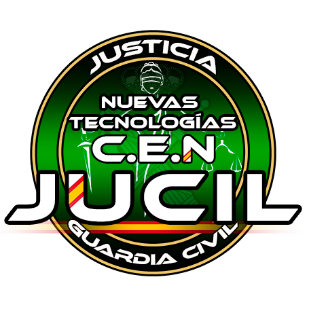 JUSTICIA
NUEVAS
TECNOLOGÍAS
C.E.N
JUCIL
GUARDIA CIVIL